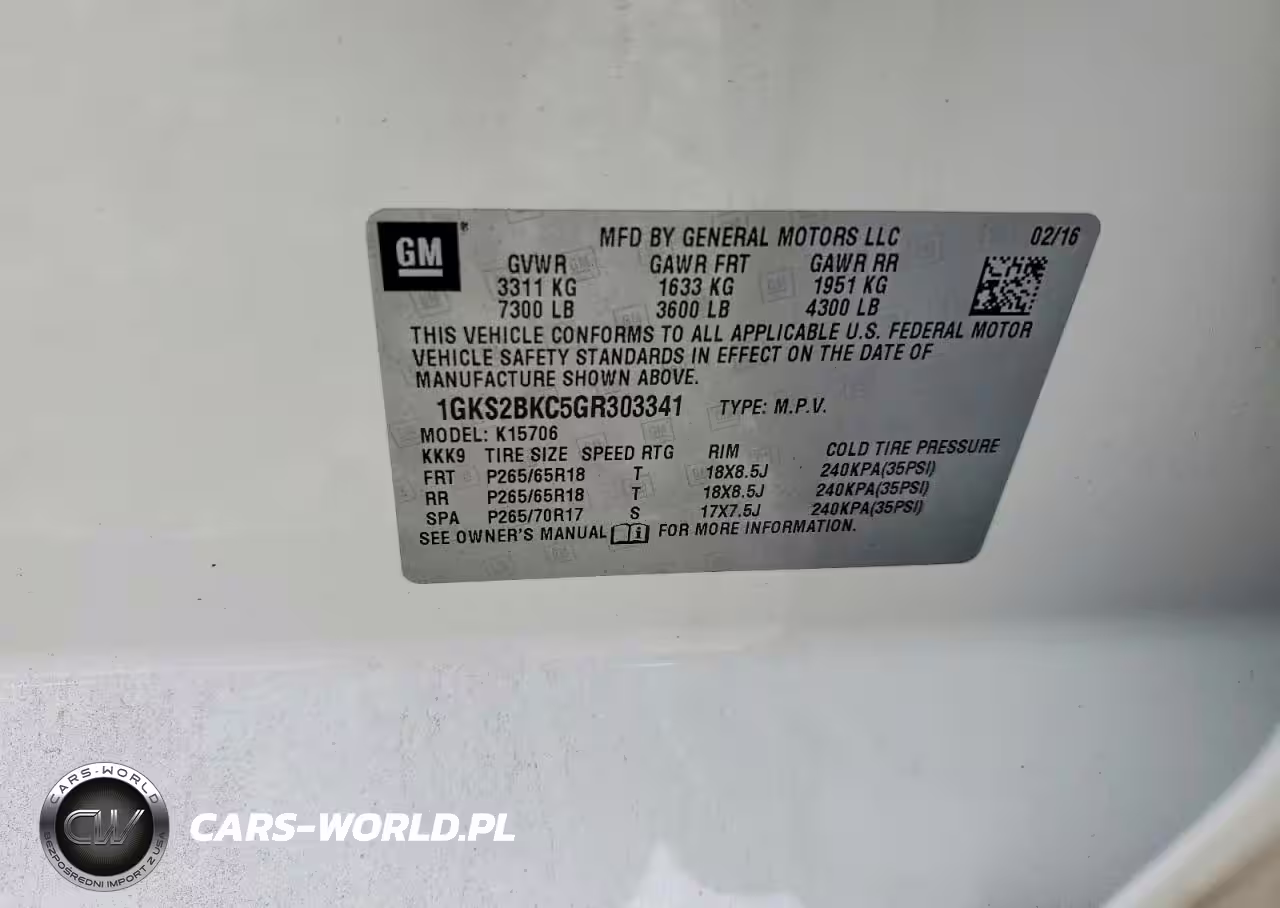 GM
MFD BY GENERAL MOTORS LLC 02/16
GVWR GAWR FRT GAWR RR
3311 KG 1633 KG 1951 KG
7300 LB 3600 LB 4300 LB
THIS VEHICLE CONFORMS TO ALL APPLICABLE U.S. FEDERAL MOTOR
VEHICLE SAFETY STANDARDS IN EFFECT ON THE DATE OF
MANUFACTURE SHOWN ABOVE.
1GKS2BKC5GR303341 TYPE: M.P.V.
MODEL: K15706
KKK9 TIRE SIZE SPEED RTG RIM COLD TIRE PRESSURE
FRT P265/65R18 T 18X8.5J 240KPA(35PSI)
RR P265/65R18 T 18X8.5J 240KPA(35PSI)
SPA P265/70R17 S 17X7.5J 240KPA(35PSI)
SEE OWNER'S MANUAL FOR MORE INFORMATION.
CARS-WORLD
CW
BEZPOŚREDNI IMPORT Z USA
CARS-WORLD.PL